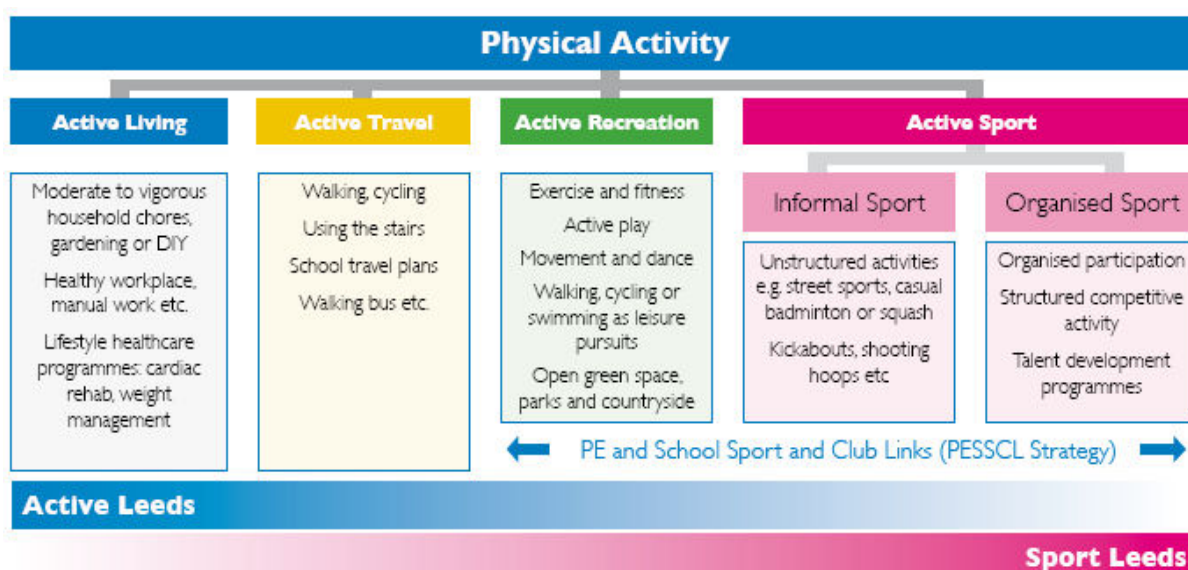 Physical Activity
Active Living
Active Travel
Active Recreation
Active Sport
Moderate to vigorous
household chores,
gardening or DIY
Healthy workplace,
manual work etc.
Lifestyle healthcare
programmes: cardiac
rehab, weight
management
Walking, cycling
Using the stairs
School travel plans
Walking bus etc.
Exercise and fitness
Active play
Movement and dance
Walking, cycling or
swimming as leisure
pursuits
Open green space,
parks and countryside
Informal Sport
Unstructured activities
e.g. street sports, casual
badminton or squash
Kickabouts, shooting
hoops etc
Organised Sport
Organised participation
Structured competitive
activity
Talent development
programmes
PE and School Sport and Club Links (PESSCL Strategy)
Active Leeds
Sport Leeds